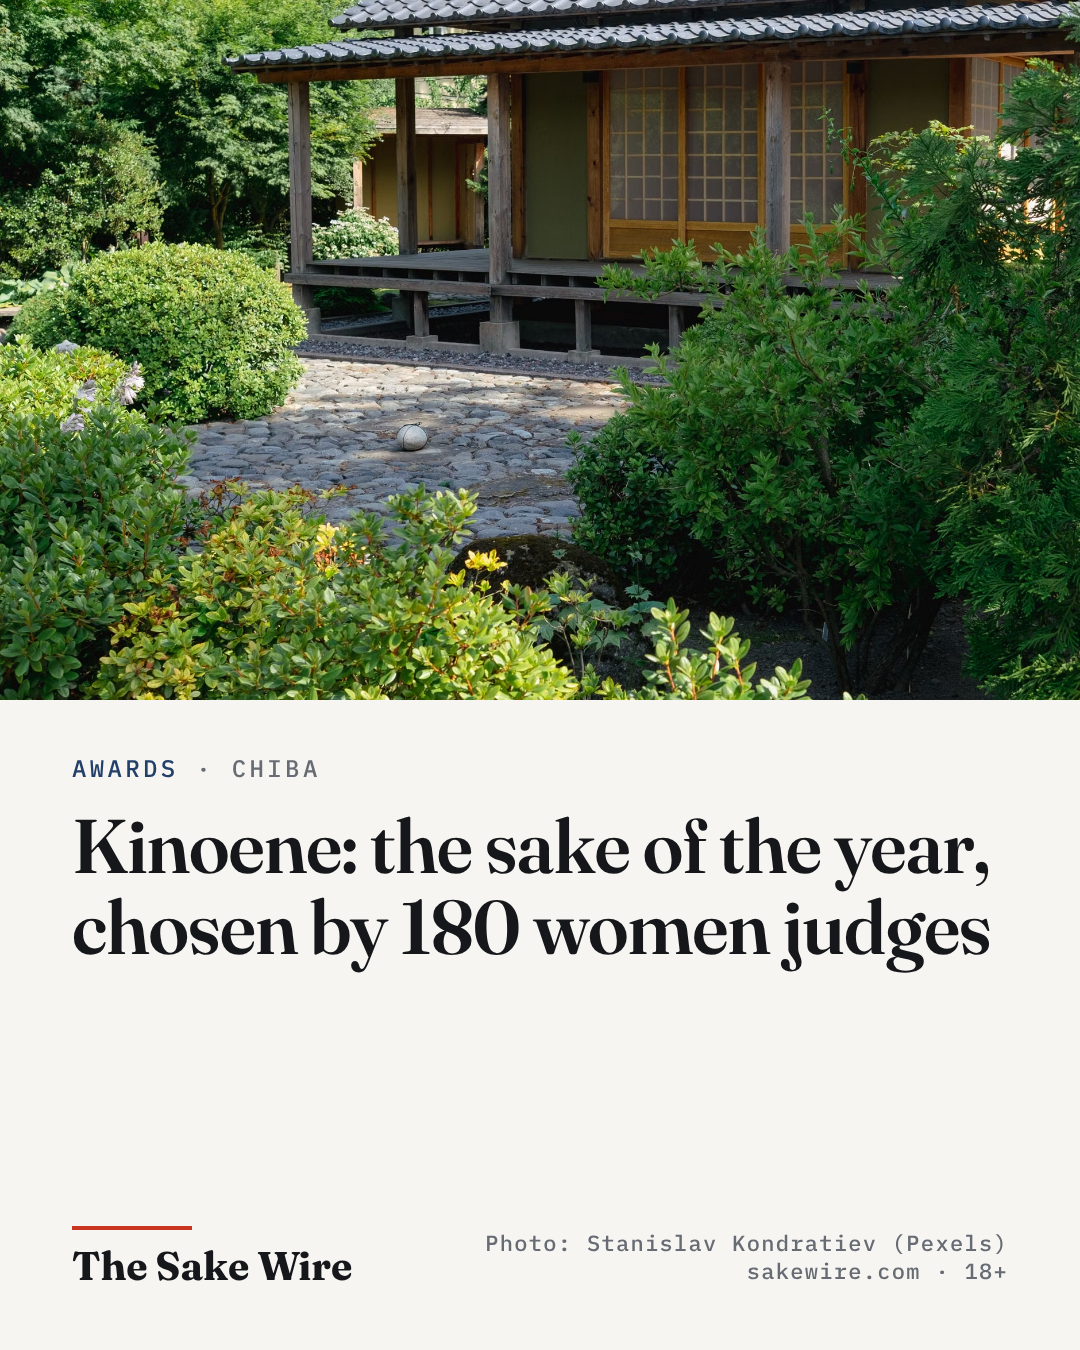 AWARDS · CHIBA
Kinoene: the sake of the year,
chosen by 180 women judges
The Sake Wire
Photo: Stanislav Kondratiev (Pexels)
sakewire.com · 18+